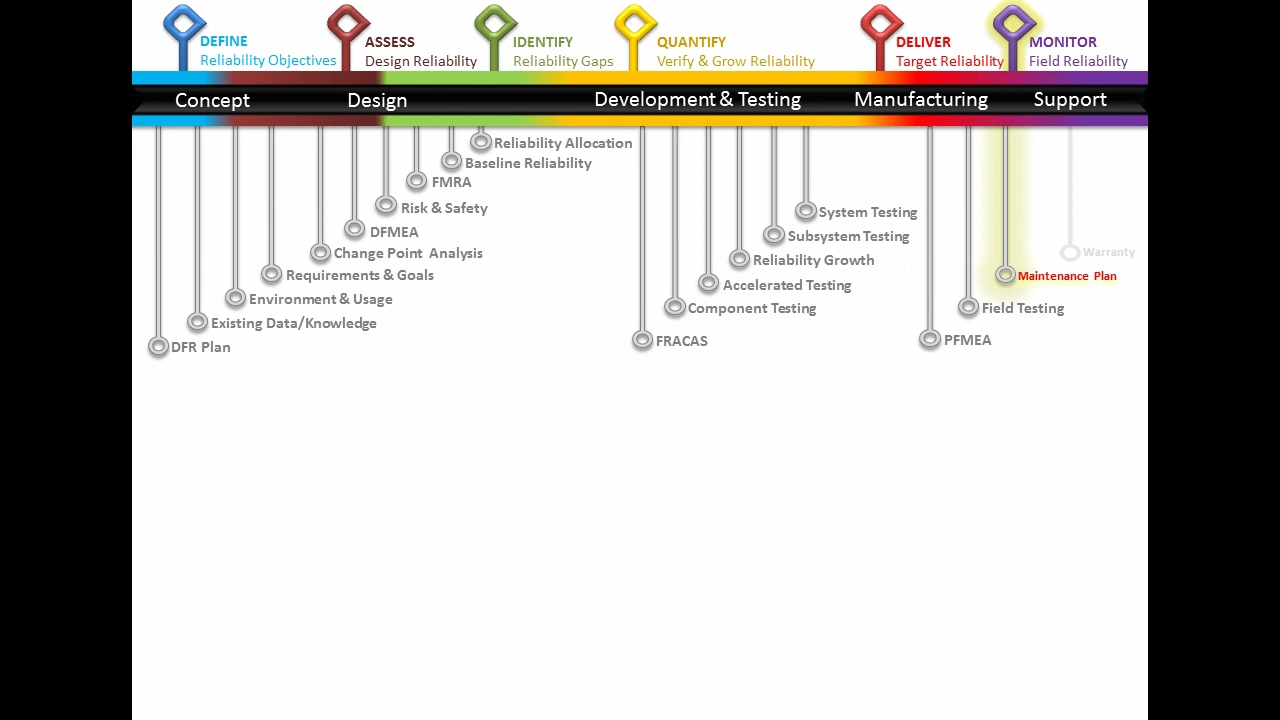 DEFINE
Reliability Objectives
ASSESS
Design Reliability
IDENTIFY
Reliability Gaps
QUANTIFY
Verify & Grow Reliability
DELIVER
Target Reliability
MONITOR
Field Reliability
Concept
Design
Development & Testing
Manufacturing
Support
Reliability Allocation
Baseline Reliability
FMRA
Risk & Safety
DFMEA
Change Point Analysis
Requirements & Goals
Environment & Usage
Existing Data/Knowledge
DFR Plan
System Testing
Subsystem Testing
Reliability Growth
Accelerated Testing
Component Testing
FRACAS
Warranty
Maintenance Plan
Field Testing
PFMEA